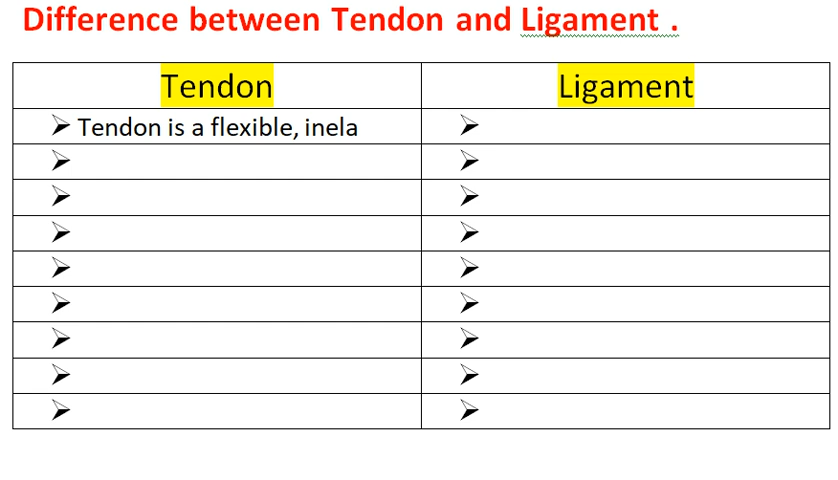 Difference between Tendon and Ligament .
Tendon Ligament
Tendon is a flexible, inela